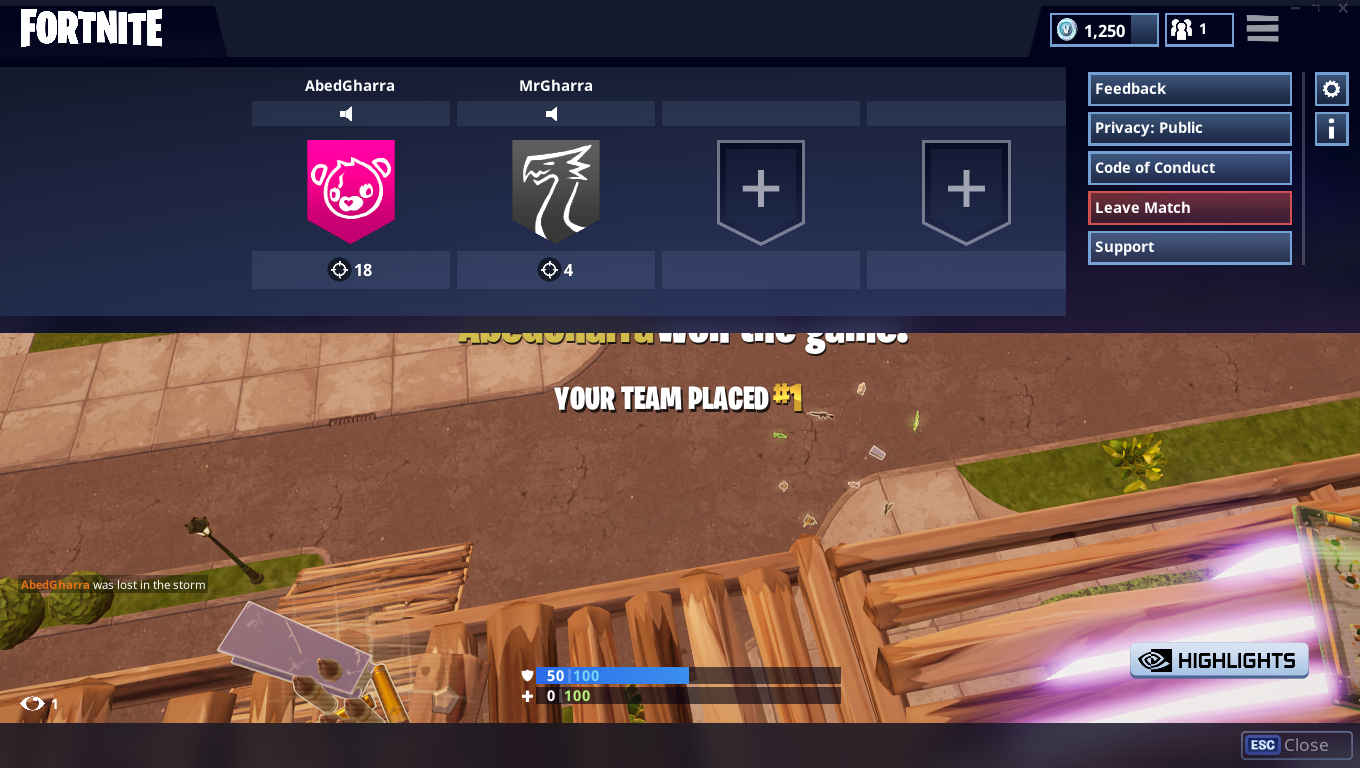 FORTNITE
1,250
1
AbedGharra
MrGharra
18
4
Feedback
Privacy: Public
Code of Conduct
Leave Match
Support
AbedGharra won the game!
YOUR TEAM PLACED #1
AbedGharra was lost in the storm
50 | 100
0 | 100
HIGHLIGHTS
1
ESC Close